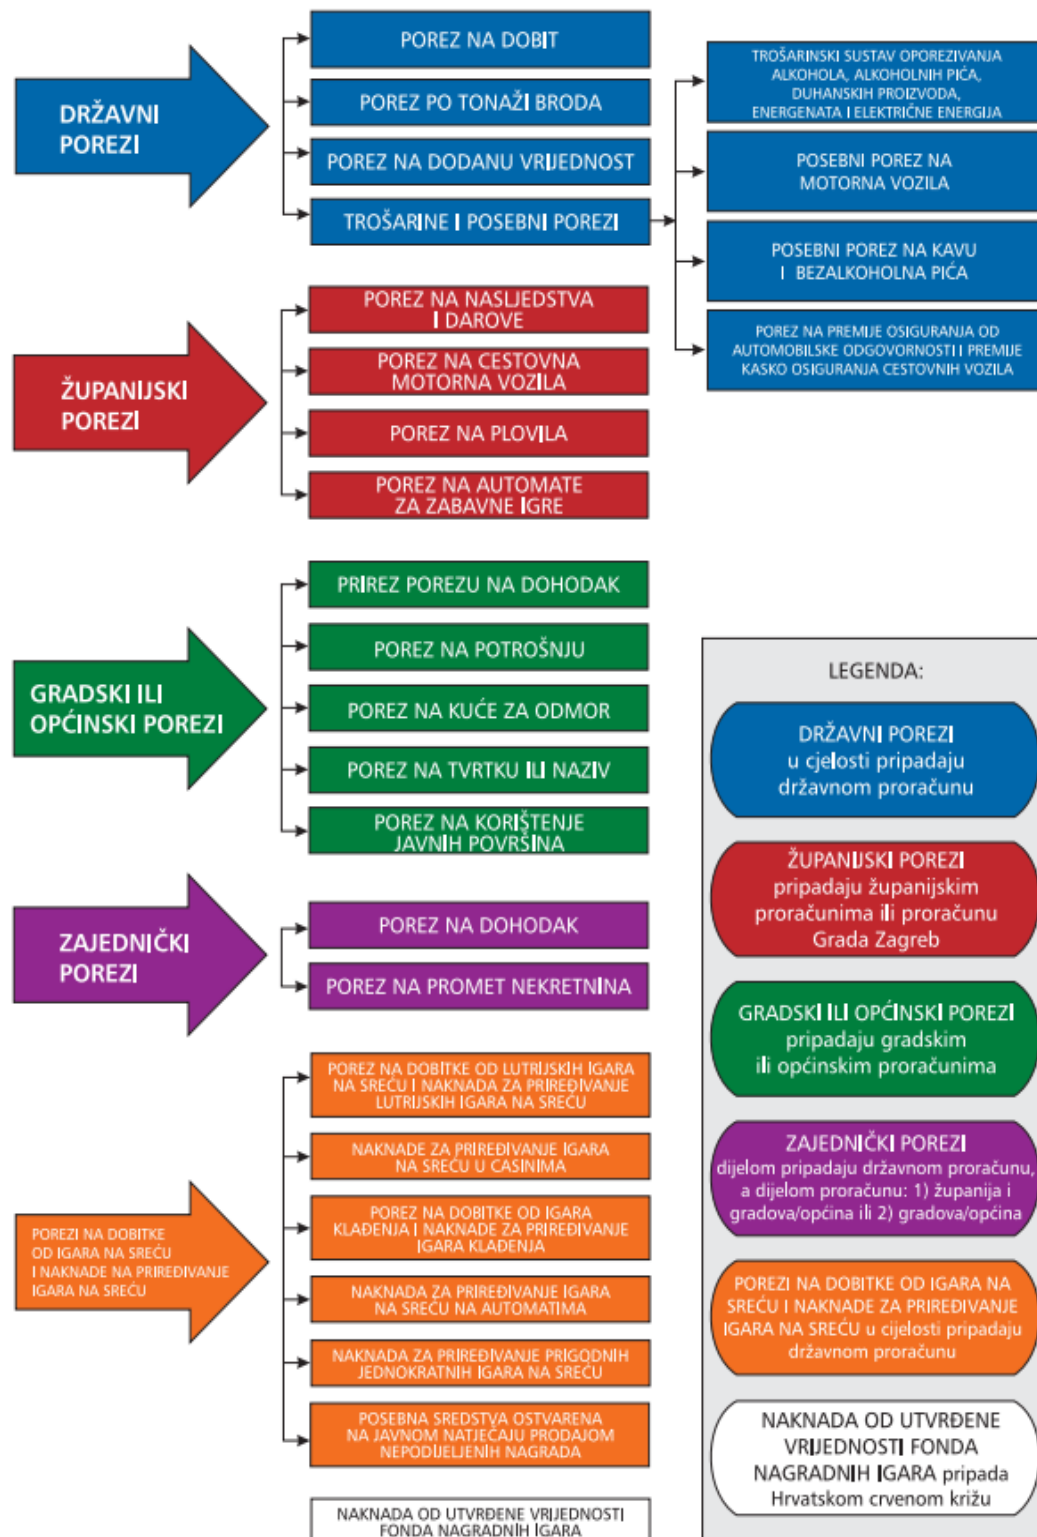 DRŽAVNI
POREZI
POREZ NA DOBIT
POREZ PO TONAŽI BRODA
POREZ NA DODANU VRIJEDNOST
TROŠARINE I POSEBNI POREZI
TROŠARINSKI SUSTAV OPOREZIVANJA
ALKOHOLA, ALKOHOLNIH PIĆA,
DUHANSKIH PROIZVODA,
ENERGENATA I ELEKTRIČNE ENERGIJA
POSEBNI POREZ NA
MOTORNA VOZILA
POSEBNI POREZ NA KAVU
I BEZALKOHOLNA PIĆA
POREZ NA PREMIJE OSIGURANJA OD
AUTOMOBILSKE ODGOVORNOSTI I PREMIJE
KASKO OSIGURANJA CESTOVNIH VOZILA
ŽUPANIJSKI
POREZI
POREZ NA NASLJEDSTVA
I DAROVE
POREZ NA CESTOVNA
MOTORNA VOZILA
POREZ NA PLOVILA
POREZ NA AUTOMATE
ZA ZABAVNE IGRE
GRADSKI ILI
OPĆINSKI POREZI
PRIREZ POREZU NA DOHODAK
POREZ NA POTROŠNJU
POREZ NA KUĆE ZA ODMOR
POREZ NA TVRTKU ILI NAZIV
POREZ NA KORIŠTENJE
JAVNIH POVRŠINA
ZAJEDNIČKI
POREZI
POREZ NA DOHODAK
POREZ NA PROMET NEKRETNINA
POREZI NA DOBITKE
OD IGARA NA SREĆU
I NAKNADE NA PRIREĐIVANJE
IGARA NA SREĆU
POREZ NA DOBITKE OD LUTRIJSKIH IGARA
NA SREĆU I NAKNADA ZA PRIREĐIVANJE
LUTRIJSKIH IGARA NA SREĆU
NAKNADE ZA PRIREĐIVANJE IGARA
NA SREĆU U CASINIMA
POREZ NA DOBITKE OD IGARA
KLAĐENJA I NAKNADE ZA PRIREĐIVANJE
IGARA KLAĐENJA
NAKNADA ZA PRIREĐIVANJE IGARA
NA SREĆU NA AUTOMATIMA
NAKNADA ZA PRIREĐIVANJE PRIGODNIH
JEDNOKRATNIH IGARA NA SREĆU
POSEBNA SREDSTVA OSTVARENA
NA JAVNOM NATJEČAJU PRODAJOM
NEPODIJELJENIH NAGRADA
NAKNADA OD UTVRĐENE VRIJEDNOSTI
FONDA NAGRADNIH IGARA
LEGENDA:
DRŽAVNI POREZI
u cjelosti pripadaju
državnom proračunu
ŽUPANIJSKI POREZI
pripadaju županijskim
proračunima ili proračunu
Grada Zagreb
GRADSKI ILI OPĆINSKI POREZI
pripadaju gradskim
ili općinskim proračunima
ZAJEDNIČKI POREZI
dijelom pripadaju državnom proračunu,
a dijelom proračunu: 1) županija i
gradova/općina ili 2) gradova/općina
POREZI NA DOBITKE OD IGARA NA
SREĆU I NAKNADE ZA PRIREĐIVANJE
IGARA NA SREĆU u cijelosti pripadaju
državnom proračunu
NAKNADA OD UTVRĐENE
VRIJEDNOSTI FONDA
NAGRADNIH IGARA pripada
Hrvatskom crvenom križu